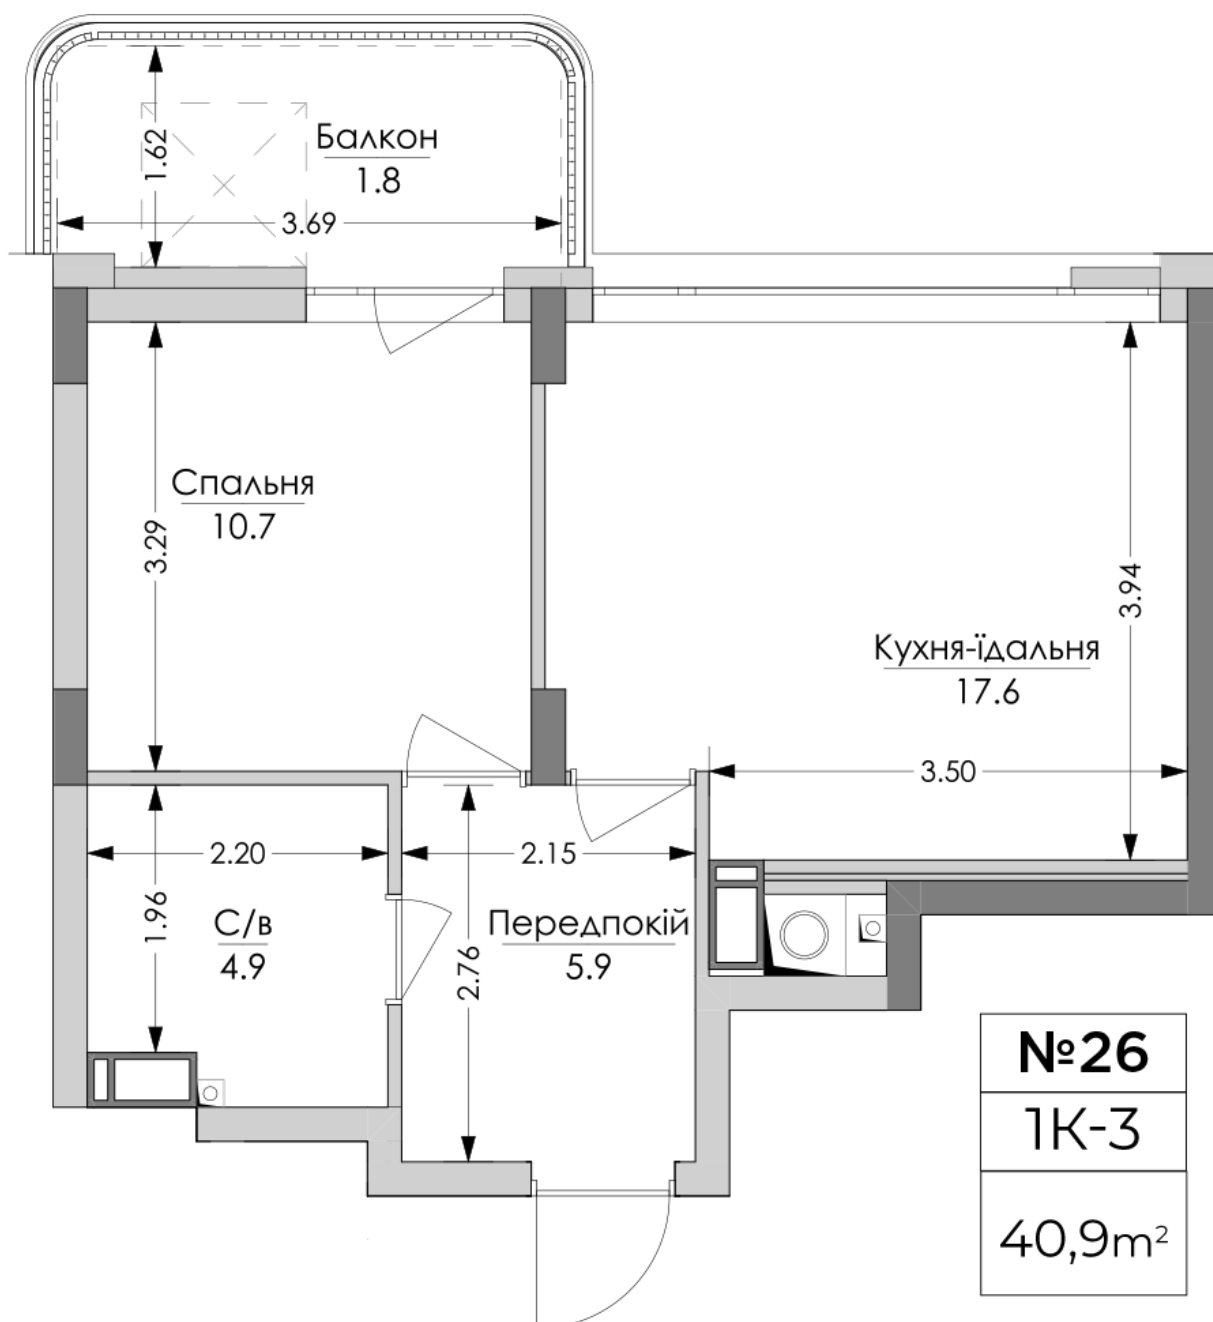 Балкон
1.8
1.62
3.69
Спальня
10.7
3.29
Кухня-їдальня
17.6
3.94
3.50
2.20
2.15
1.96
С/в
4.9
Передпокій
5.9
2.76
№26
1К-3
40,9m²